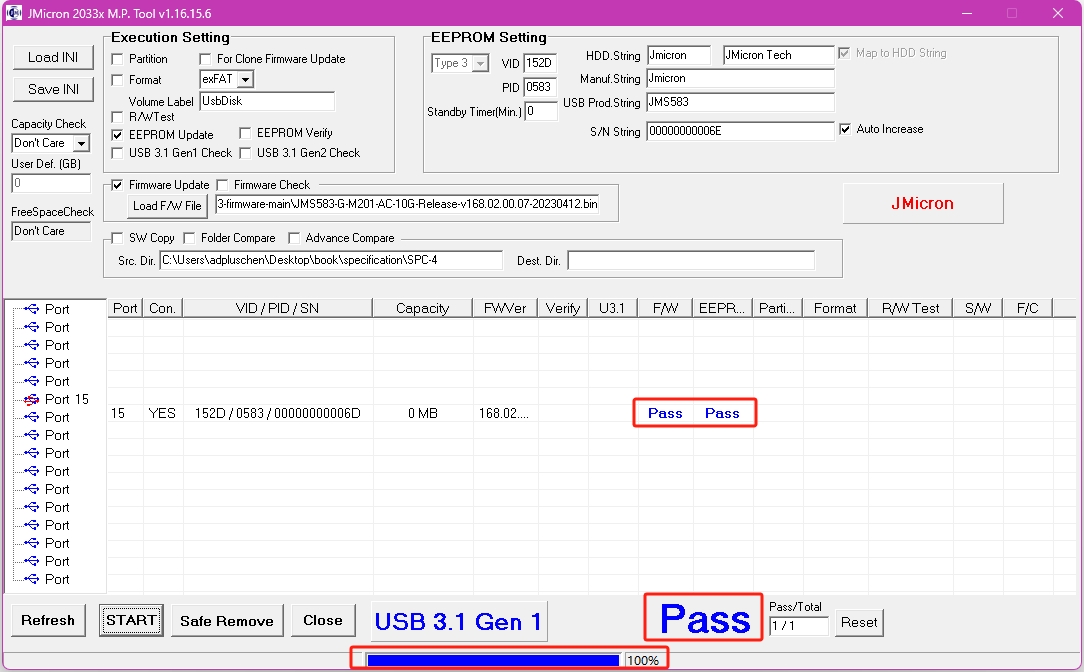 JMicron 2033x M.P. Tool v1.16.15.6
Load INI
Save INI
Capacity Check
Don't Care
User Def. (GB)
0
FreeSpaceCheck
Don't Care
Execution Setting
Partition
For Clone Firmware Update
Format
exFAT
Volume Label
UsbDisk
R/WTest
EEPROM Update
EEPROM Verify
USB 3.1 Gen1 Check
USB 3.1 Gen2 Check
EEPROM Setting
Type 3
VID
152D
PID
0583
Standby Timer(Min.)
0
HDD.String
Jmicron
JMicron Tech
Map to HDD String
Manuf.String
Jmicron
USB Prod.String
JMS583
S/N String
00000000006E
Auto Increase
Firmware Update
Firmware Check
Load F/W File
3-firmware-main\JMS583-G-M201-AC-10G-Release-v168.02.00.07-20230412.bin
JMicron
SW Copy
Folder Compare
Advance Compare
Src. Dir.
C:\Users\adpluschen\Desktop\book\specification\SPC-4
Dest. Dir.
Port
Port
Port
Port
Port
Port 15
Port
Port
Port
Port
Port
Port
Port
Port
Port
Port
Port Con. VID / PID / SN Capacity FWVer Verify U3.1 F/W EEPR... Parti... Format R/W Test S/W F/C
15 YES 152D / 0583 / 00000000006D 0 MB 168.02.... Pass Pass
Refresh
START
Safe Remove
Close
USB 3.1 Gen 1
Pass
Pass/Total
1 / 1
Reset
100%